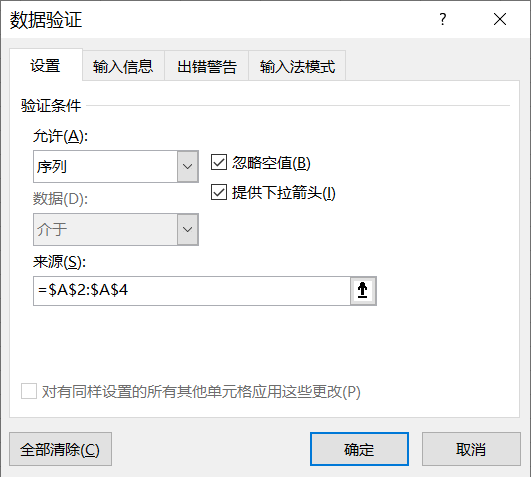 数据验证
设置 输入信息 出错警告 输入法模式
验证条件
允许(A):
序列
忽略空值(B)
提供下拉箭头(I)
数据(D):
介于
来源(S):
=$A$2:$A$4
对有同样设置的所有其他单元格应用这些更改(P)
全部清除(C) 确定 取消